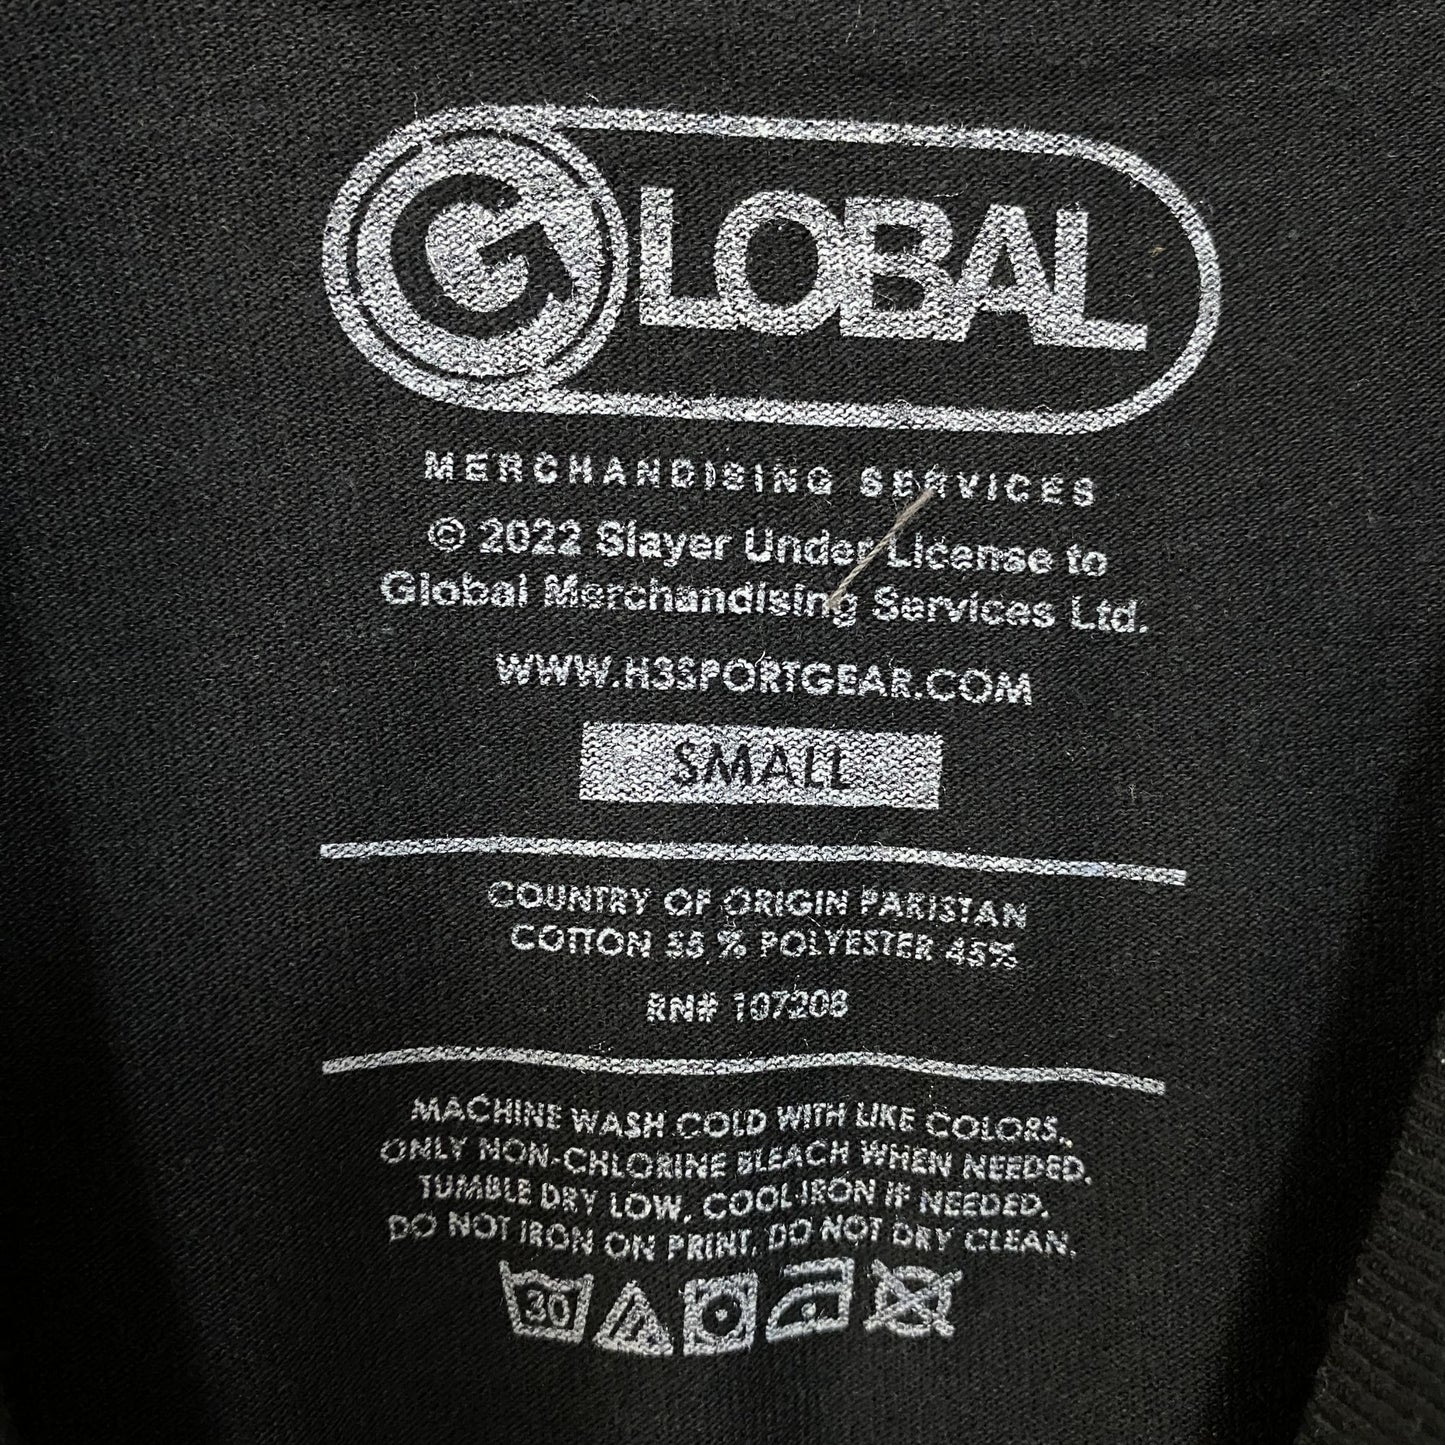 GLOBAL
MERCHANDISING SERVICES
© 2022 Slayer Under License to
Global Merchandising Services Ltd.
WWW.H3SPORTGEAR.COM
SMALL
COUNTRY OF ORIGIN PAKISTAN
COTTON 55 % POLYESTER 45%
RN# 107208
MACHINE WASH COLD WITH LIKE COLORS,
ONLY NON-CHLORINE BLEACH WHEN NEEDED,
TUMBLE DRY LOW, COOL IRON IF NEEDED,
DO NOT IRON ON PRINT, DO NOT DRY CLEAN.
30